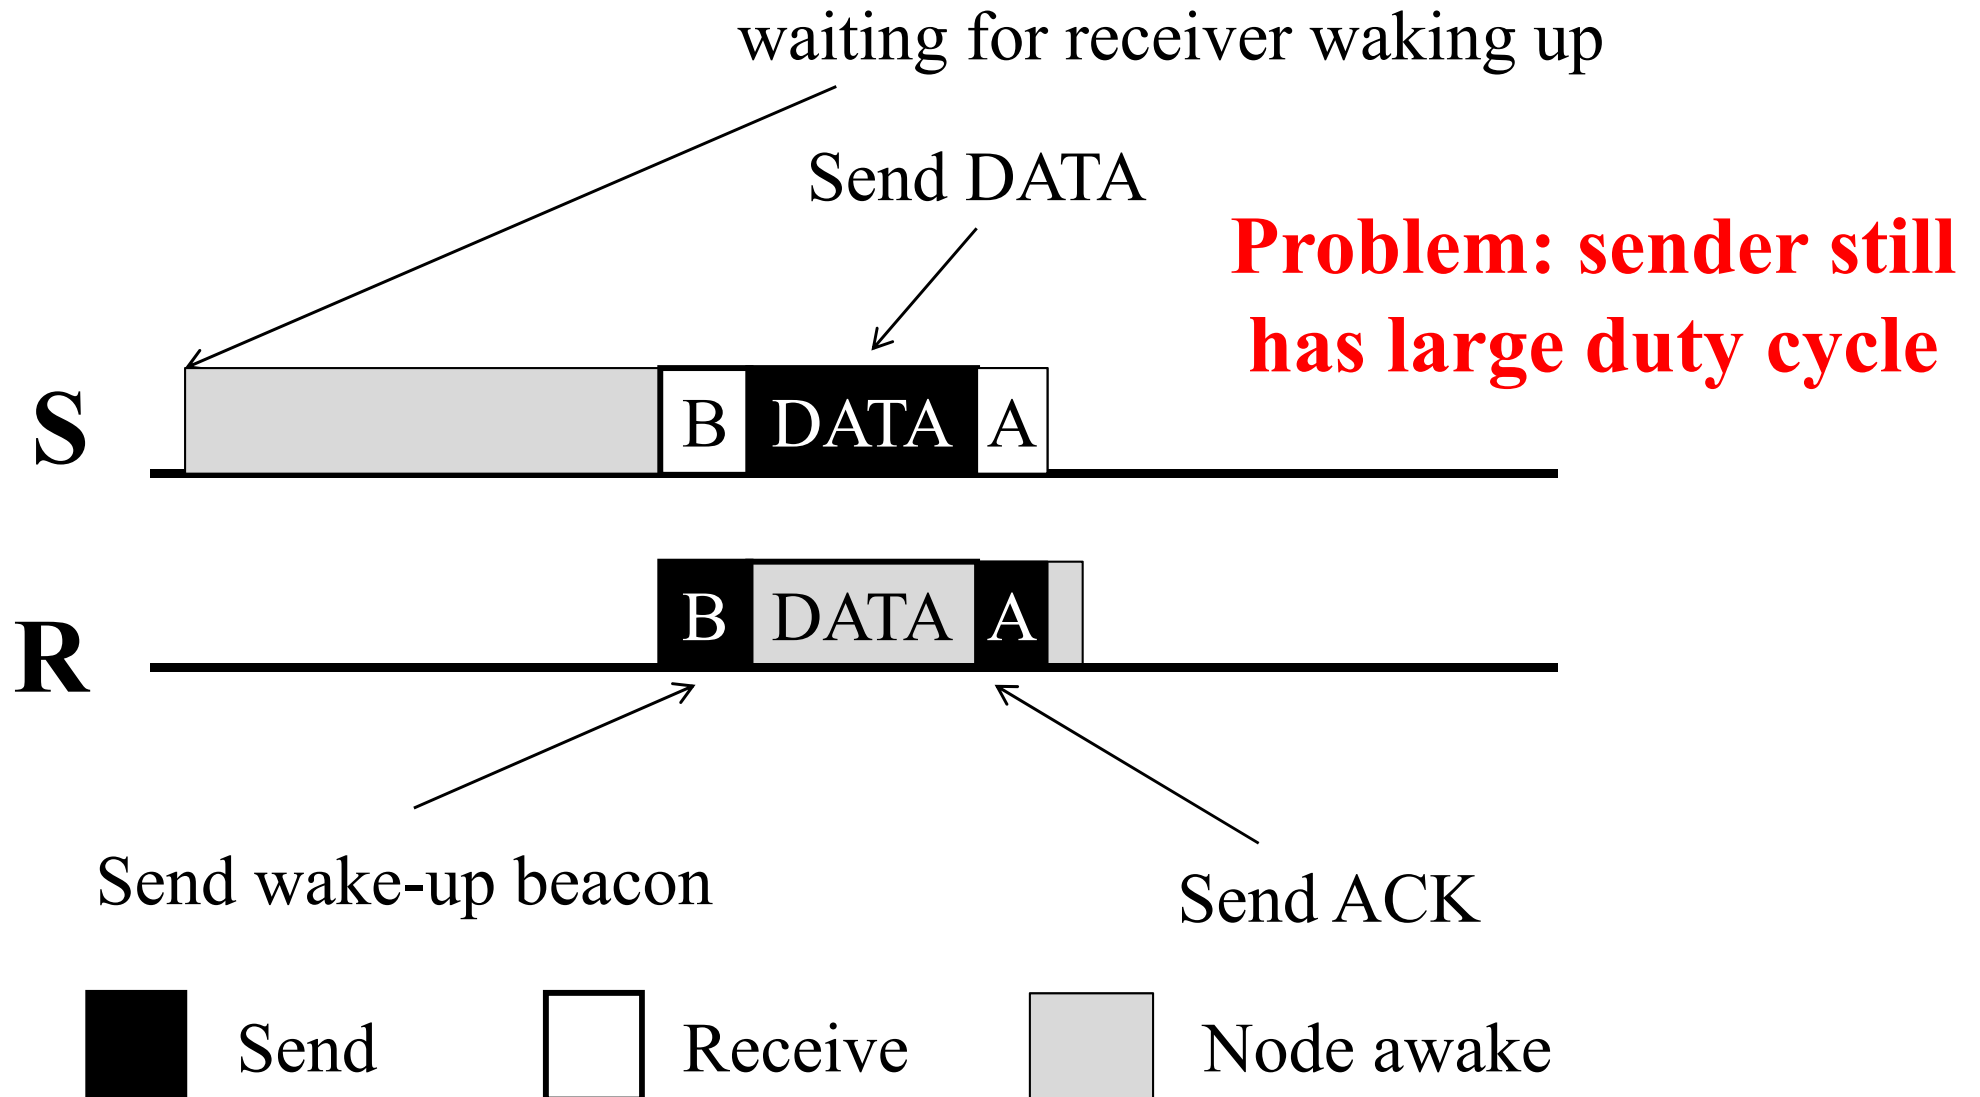 waiting for receiver waking up
Send DATA
Problem: sender still
has large duty cycle
S
B DATA A
R
B DATA A
Send wake-up beacon
Send ACK
Send
Receive
Node awake